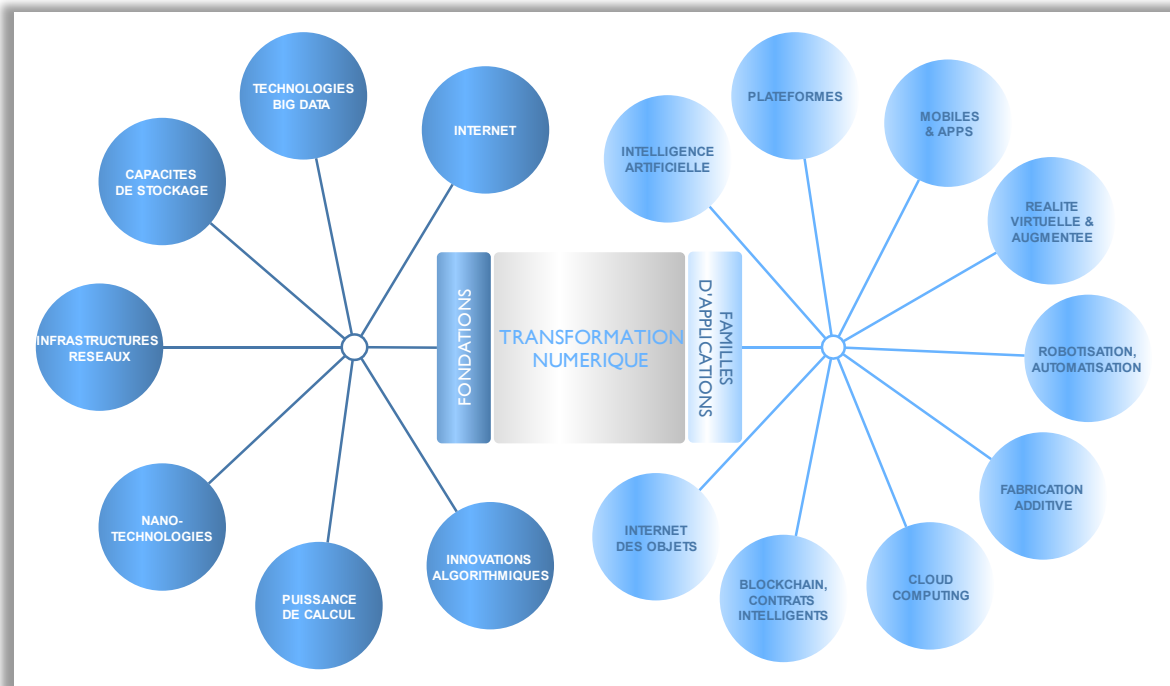 TECHNOLOGIES
BIG DATA
INTERNET
CAPACITES
DE STOCKAGE
INFRASTRUCTURES
RESEAUX
NANO-
TECHNOLOGIES
PUISSANCE
DE CALCUL
INNOVATIONS
ALGORITHMIQUES
FONDATIONS
TRANSFORMATION
NUMERIQUE
FAMILLES
D'APPLICATIONS
INTELLIGENCE
ARTIFICIELLE
PLATEFORMES
MOBILES
& APPS
REALITE
VIRTUELLE &
AUGMENTEE
ROBOTISATION,
AUTOMATISATION
FABRICATION
ADDITIVE
CLOUD
COMPUTING
BLOCKCHAIN,
CONTRATS
INTELLIGENTS
INTERNET
DES OBJETS